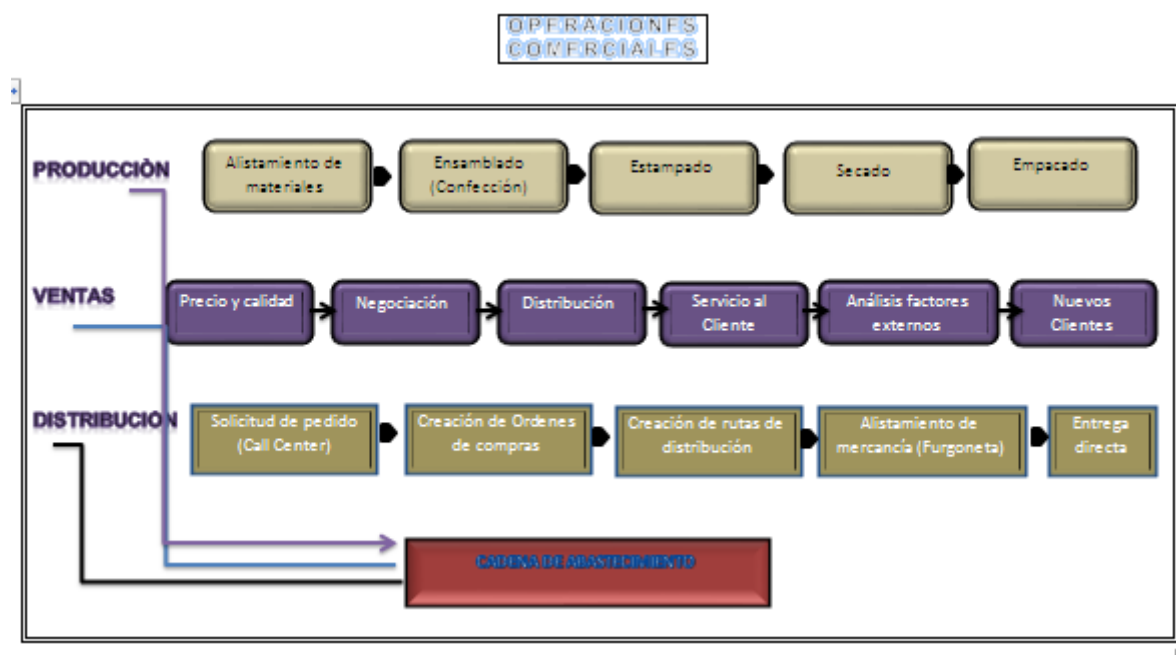 OPERACIONES
COMERCIALES
PRODUCCIÓN
Alistamiento de
materiales
Ensamblado
(Confección)
Estampado
Secado
Empacado
VENTAS
Precio y calidad
Negociación
Distribución
Servicio al
Cliente
Análisis factores
externos
Nuevos
Clientes
DISTRIBUCIÓN
Solicitud de pedido
(Call Center)
Creación de Ordenes
de compras
Creación de rutas de
distribución
Alistamiento de
mercancía (Furgoneta)
Entrega
directa
CADENA DE ABASTECIMIENTO